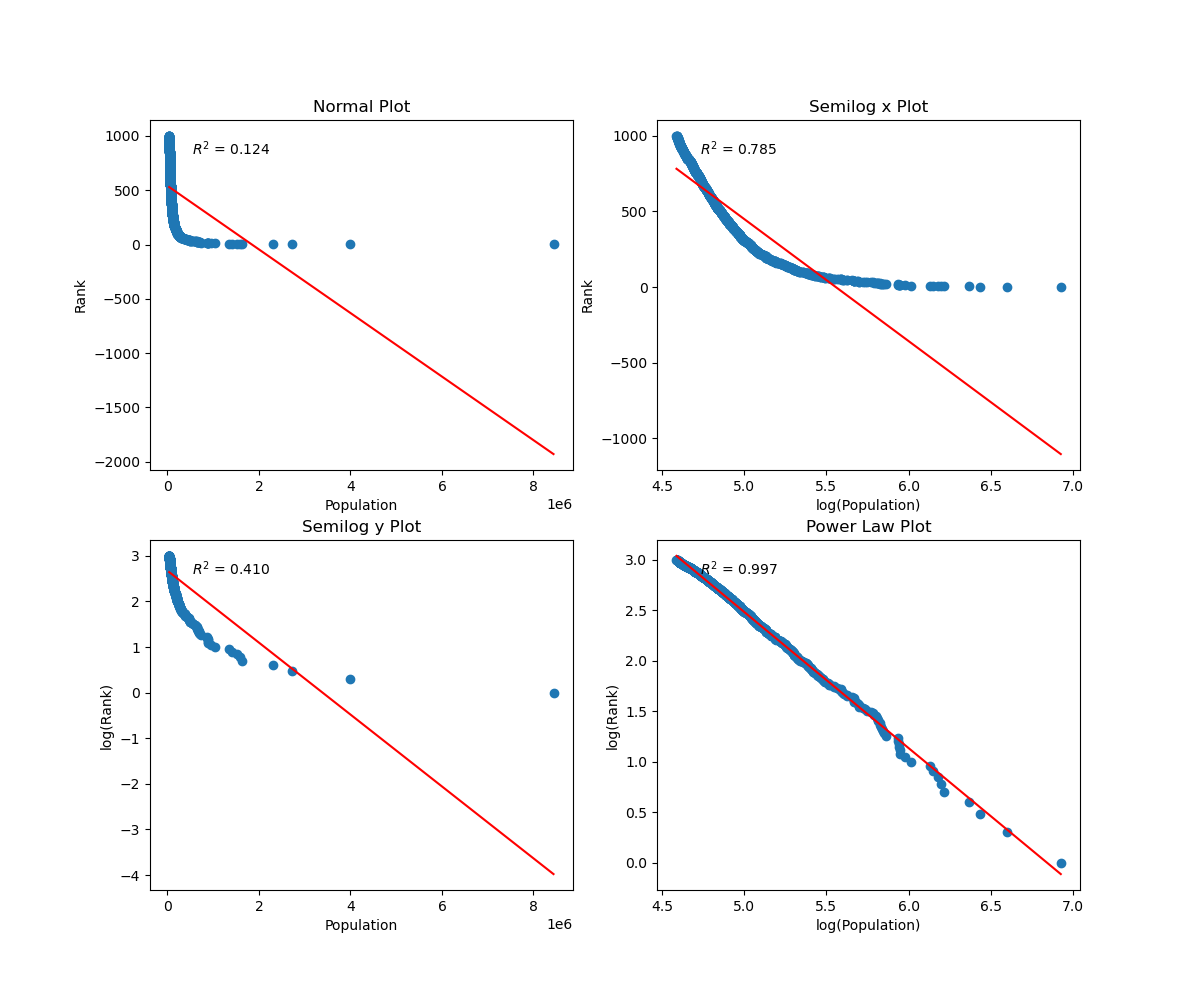 Normal Plot
R² = 0.124
1000
500
0
−500
−1000
−1500
−2000
Rank
0
2
4
6
8
1e6
Population
Semilog x Plot
R² = 0.785
1000
500
0
−500
−1000
Rank
4.5
5.0
5.5
6.0
6.5
7.0
log(Population)
Semilog y Plot
R² = 0.410
3
2
1
0
−1
−2
−3
−4
log(Rank)
0
2
4
6
8
1e6
Population
Power Law Plot
R² = 0.997
3.0
2.5
2.0
1.5
1.0
0.5
0.0
log(Rank)
4.5
5.0
5.5
6.0
6.5
7.0
log(Population)